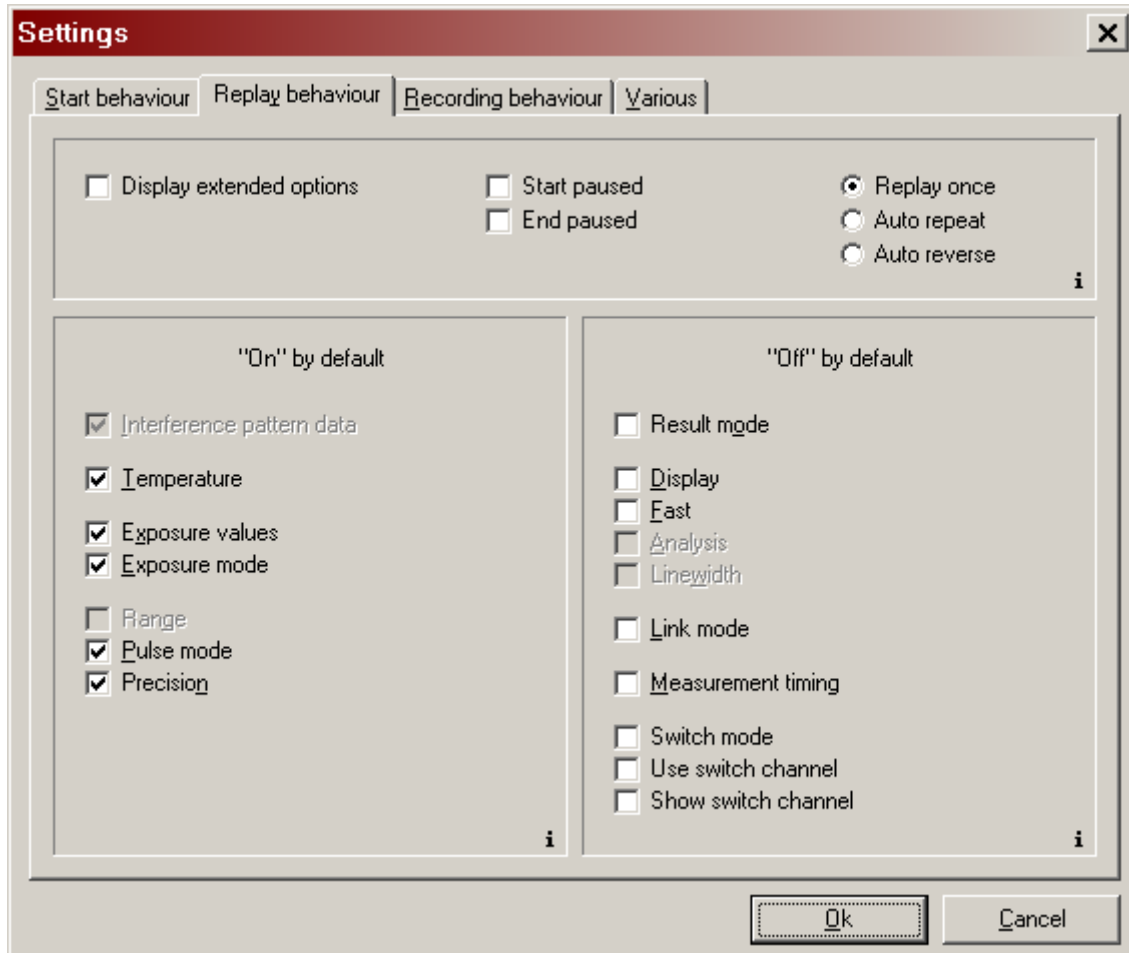 Settings
Start behaviour Replay behaviour Recording behaviour Various
Display extended options
Start paused
End paused
Replay once
Auto repeat
Auto reverse
i
"On" by default
Interference pattern data
Temperature
Exposure values
Exposure mode
Range
Pulse mode
Precision
i
"Off" by default
Result mode
Display
Fast
Analysis
Linewidth
Link mode
Measurement timing
Switch mode
Use switch channel
Show switch channel
i
Ok Cancel